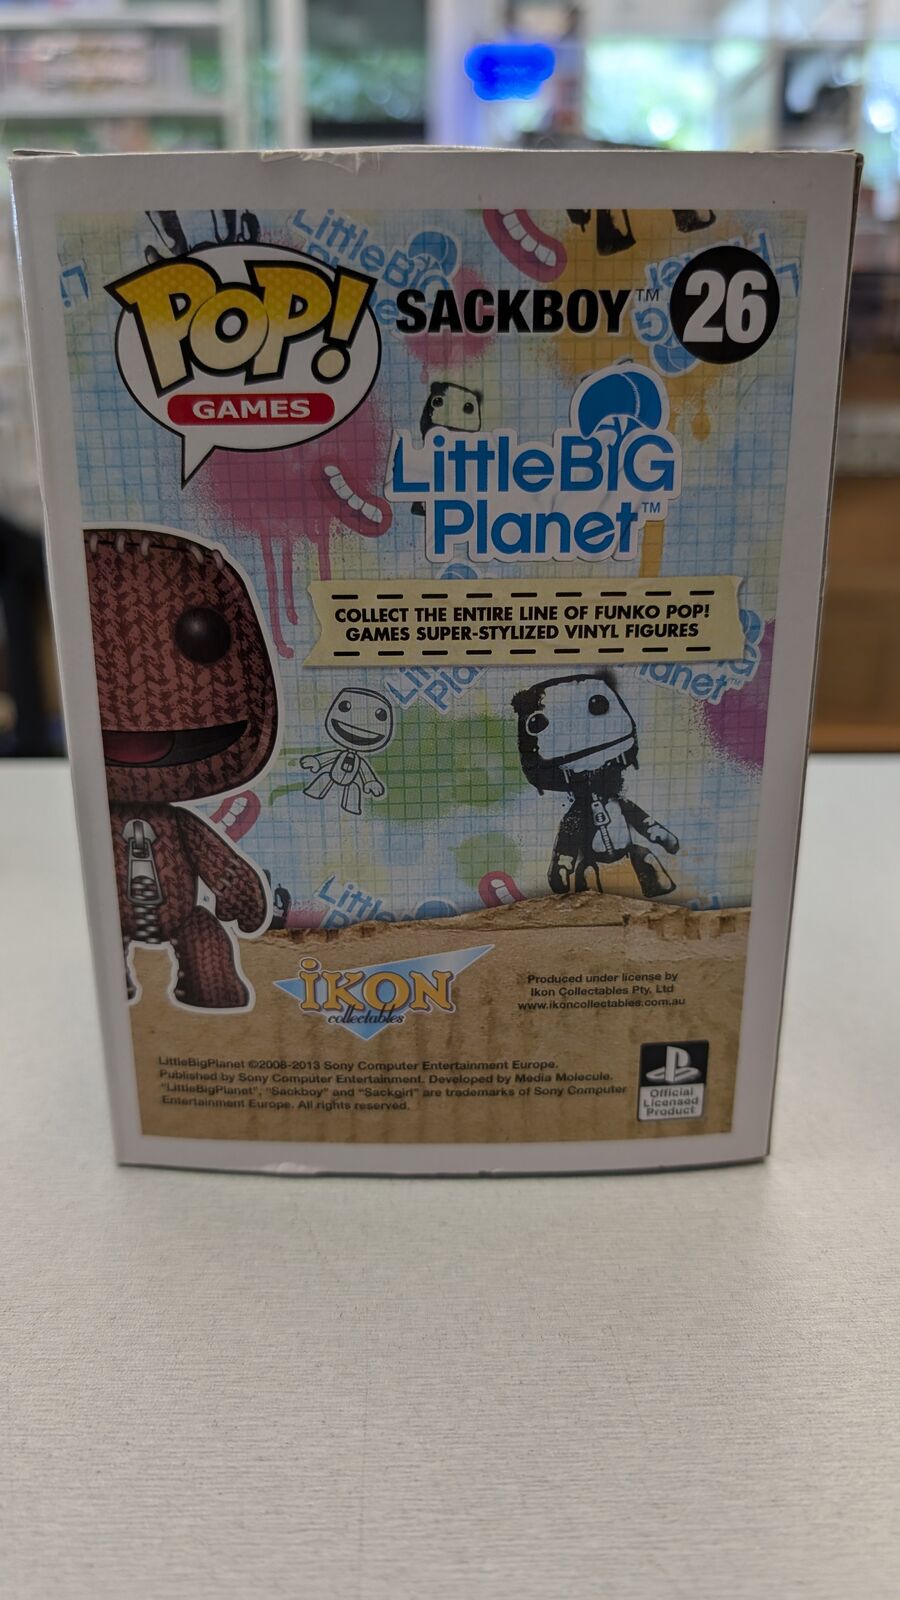 POP!
GAMES
SACKBOY™ 26
LittleBIG
Planet™
COLLECT THE ENTIRE LINE OF FUNKO POP!
GAMES SUPER-STYLIZED VINYL FIGURES
iKON
collectables
Produced under license by
Ikon Collectables Pty, Ltd
www.ikoncollectables.com.au
LittleBigPlanet ©2008-2013 Sony Computer Entertainment Europe.
Published by Sony Computer Entertainment. Developed by Media Molecule.
"LittleBigPlanet", "Sackboy" and "Sackgirl" are trademarks of Sony Computer
Entertainment Europe. All rights reserved.
Official
Licensed
Product